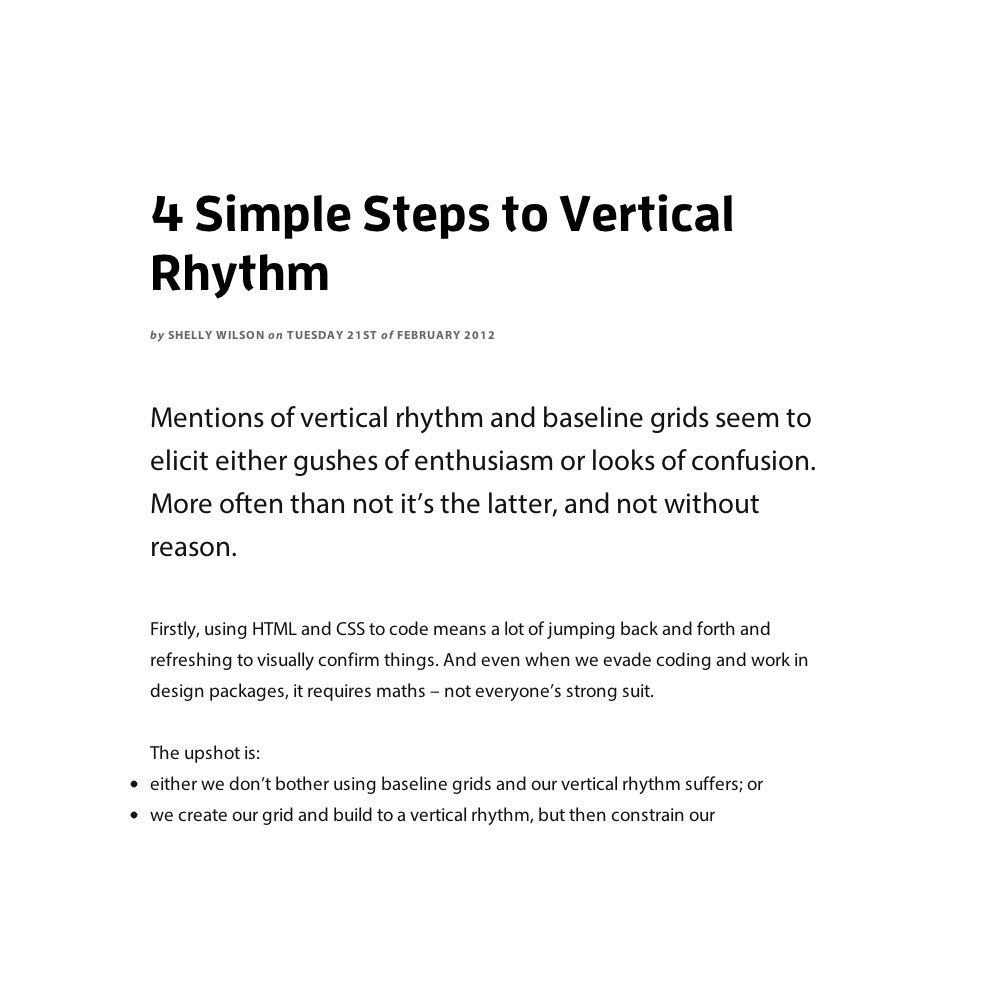 4 Simple Steps to Vertical
Rhythm
by SHELLY WILSON on TUESDAY 21ST of FEBRUARY 2012
Mentions of vertical rhythm and baseline grids seem to
elicit either gushes of enthusiasm or looks of confusion.
More often than not it’s the latter, and not without
reason.
Firstly, using HTML and CSS to code means a lot of jumping back and forth and
refreshing to visually confirm things. And even when we evade coding and work in
design packages, it requires maths – not everyone’s strong suit.
The upshot is:
• either we don’t bother using baseline grids and our vertical rhythm suffers; or
• we create our grid and build to a vertical rhythm, but then constrain our